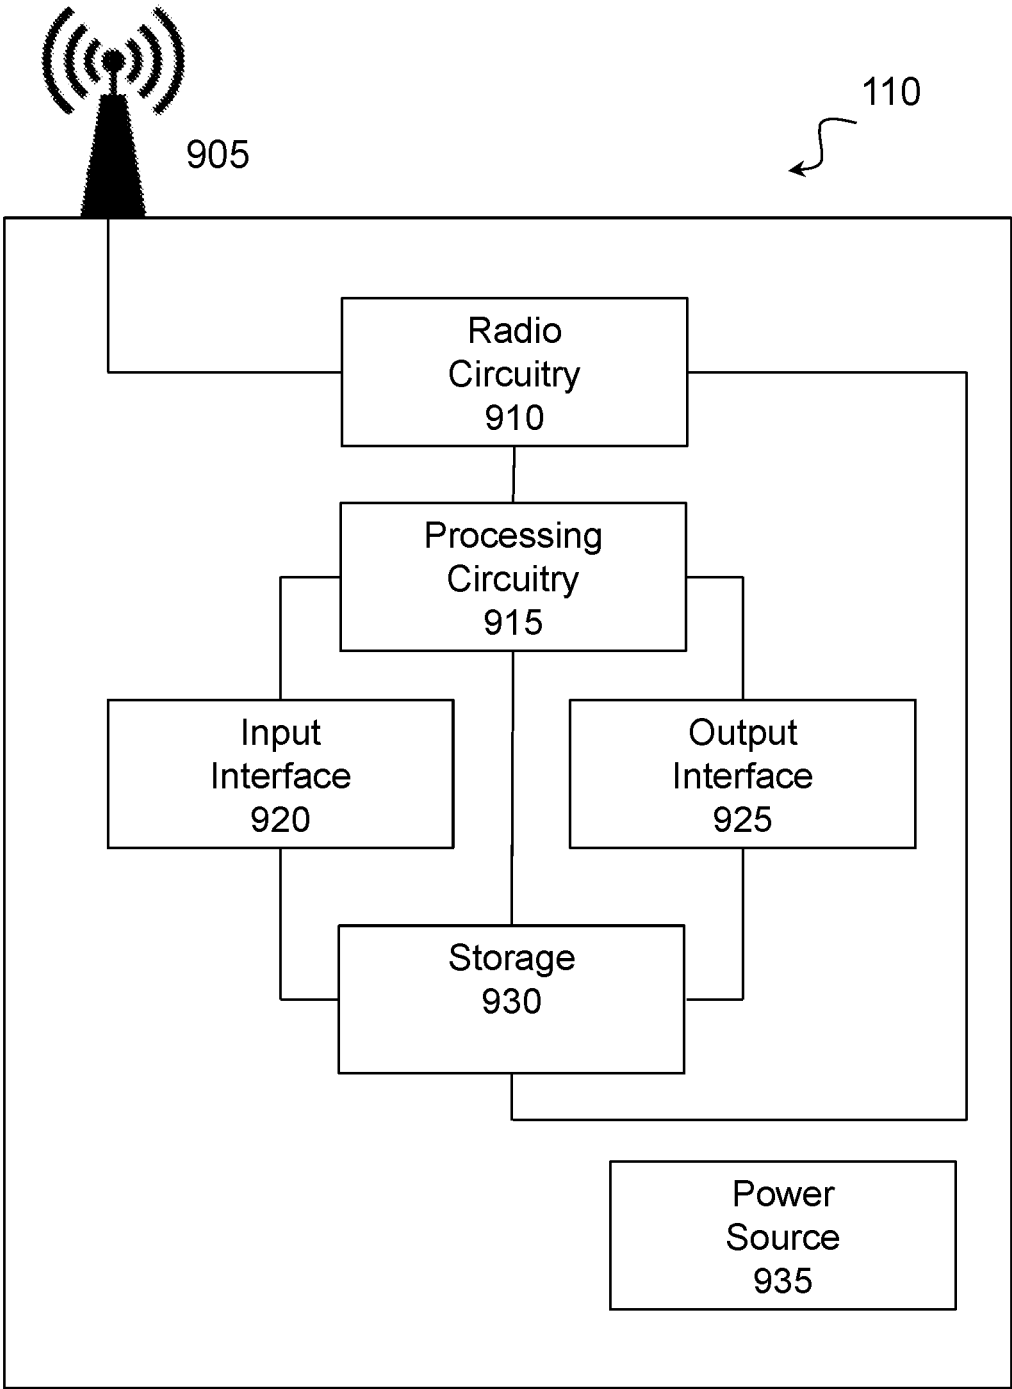 110
905
Radio
Circuitry
910
Processing
Circuitry
915
Input
Interface
920
Output
Interface
925
Storage
930
Power
Source
935